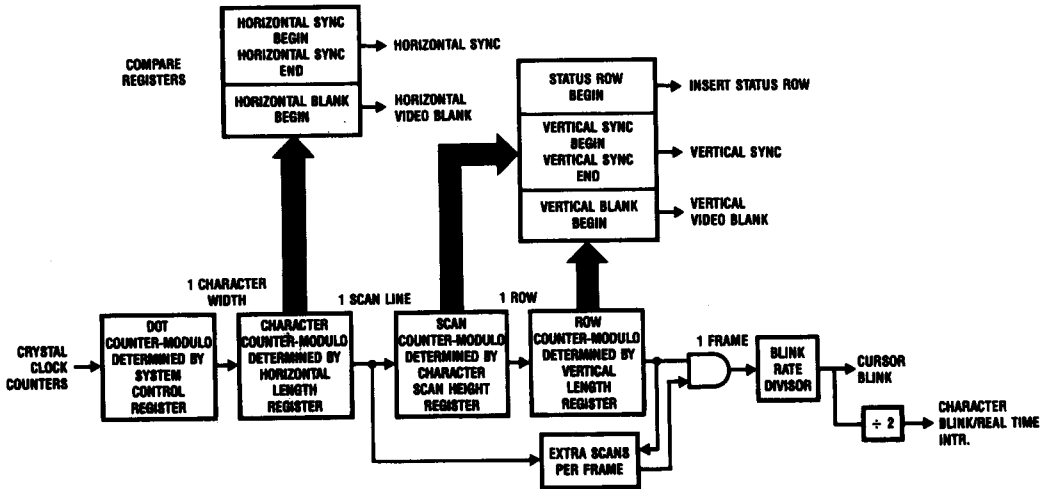 COMPARE
REGISTERS
HORIZONTAL SYNC
BEGIN
HORIZONTAL SYNC
END
HORIZONTAL BLANK
BEGIN
HORIZONTAL SYNC
HORIZONTAL
VIDEO BLANK
STATUS ROW
BEGIN
VERTICAL SYNC
BEGIN
VERTICAL SYNC
END
VERTICAL BLANK
BEGIN
INSERT STATUS ROW
VERTICAL SYNC
VERTICAL
VIDEO BLANK
CRYSTAL
CLOCK
COUNTERS
DOT
COUNTER-MODULO
DETERMINED BY
SYSTEM
CONTROL
REGISTER
1 CHARACTER
WIDTH
CHARACTER
COUNTER-MODULO
DETERMINED BY
HORIZONTAL
LENGTH
REGISTER
1 SCAN LINE
SCAN
COUNTER-MODULO
DETERMINED BY
CHARACTER
SCAN HEIGHT
REGISTER
1 ROW
ROW
COUNTER-MODULO
DETERMINED BY
VERTICAL
LENGTH
REGISTER
EXTRA SCANS
PER FRAME
1 FRAME
BLINK
RATE
DIVISOR
CURSOR
BLINK
÷ 2
CHARACTER
BLINK/REAL TIME
INTR.